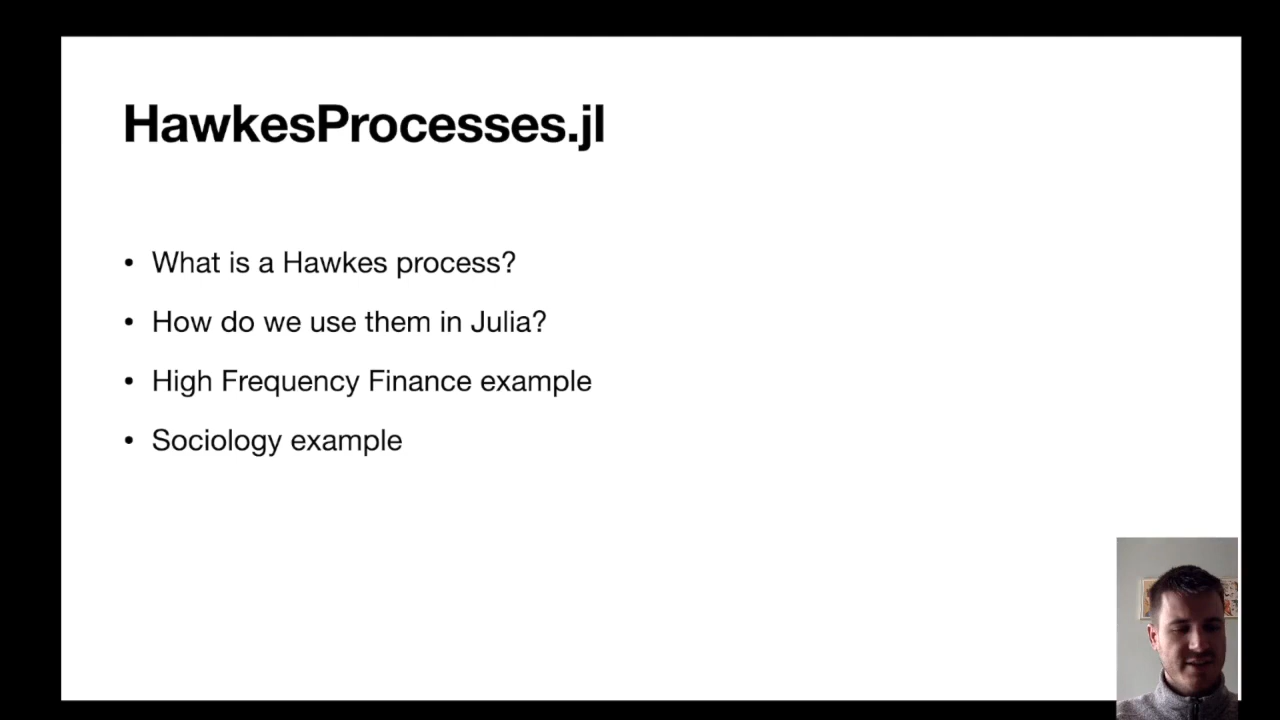 HawkesProcesses.jl
• What is a Hawkes process?
• How do we use them in Julia?
• High Frequency Finance example
• Sociology example